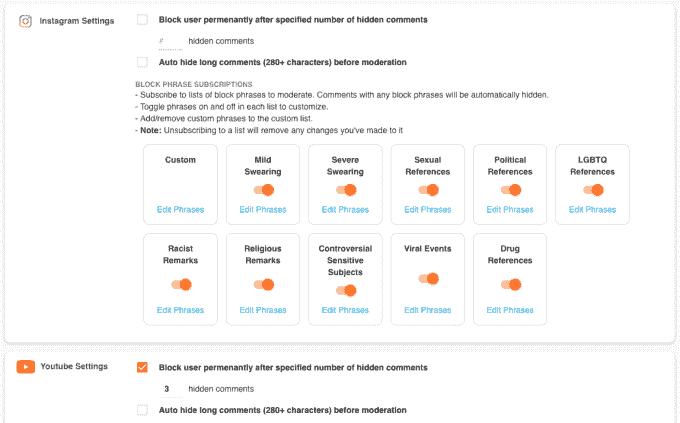 Instagram Settings
Block user permenantly after specified number of hidden comments
# hidden comments
Auto hide long comments (280+ characters) before moderation
BLOCK PHRASE SUBSCRIPTIONS
- Subscribe to lists of block phrases to moderate. Comments with any block phrases will be automatically hidden.
- Toggle phrases on and off in each list to customize.
- Add/remove custom phrases to the custom list.
- Note: Unsubscribing to a list will remove any changes you've made to it
Custom
Edit Phrases
Mild
Swearing
Edit Phrases
Severe
Swearing
Edit Phrases
Sexual
References
Edit Phrases
Political
References
Edit Phrases
LGBTQ
References
Edit Phrases
Racist
Remarks
Edit Phrases
Religious
Remarks
Edit Phrases
Controversial
Sensitive
Subjects
Edit Phrases
Viral Events
Edit Phrases
Drug
References
Edit Phrases
Youtube Settings
Block user permenantly after specified number of hidden comments
3 hidden comments
Auto hide long comments (280+ characters) before moderation